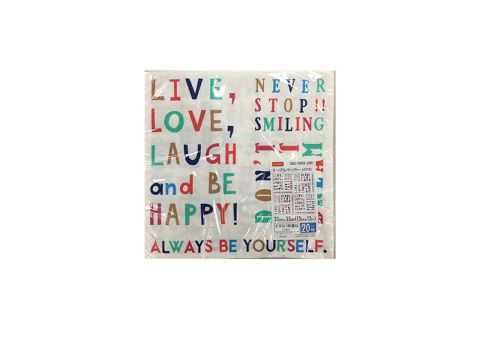 LIVE,
LOVE,
LAUGH
and BE
HAPPY!
NEVER
STOP!!
SMILING
DON'T
ALWAYS BE YOURSELF.
テーブルペーパー
20